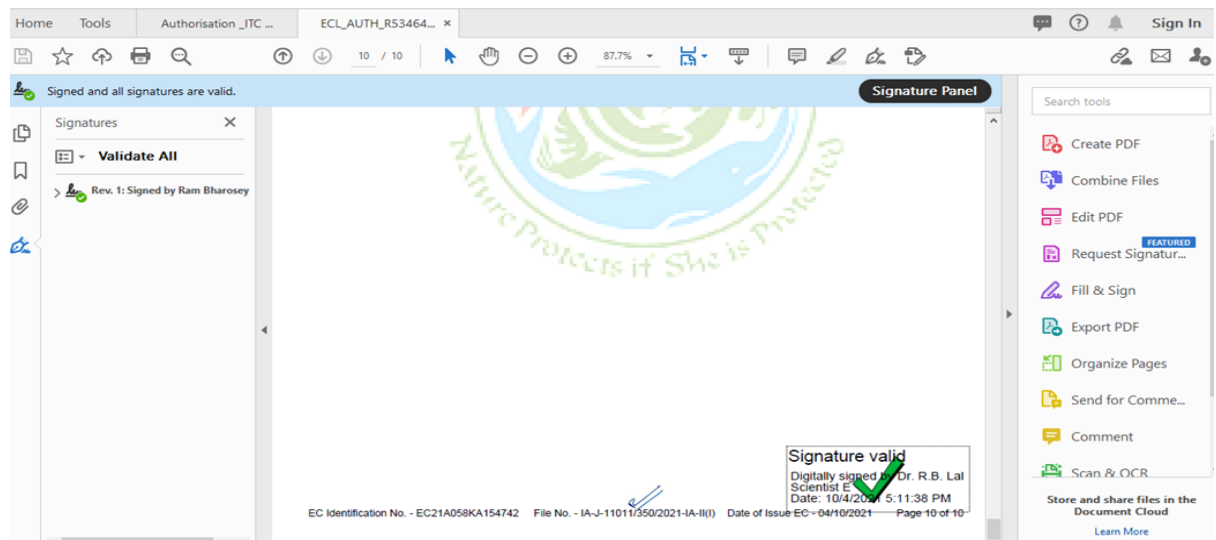 Home Tools Authorisation _ITC ... ECL_AUTH_R53464... × Sign In
10 / 10 87.7%
Signed and all signatures are valid. Signature Panel
Signatures
Validate All
Rev. 1: Signed by Ram Bharosey
Nature Protects if She is Protected
Signature valid
Digitally signed by Dr. R.B. Lal
Scientist E
Date: 10/4/2021 5:11:38 PM
EC Identification No. - EC21A058KA154742 File No. - IA-J-11011/350/2021-IA-II(I) Date of Issue EC - 04/10/2021 Page 10 of 10
Search tools
Create PDF
Combine Files
Edit PDF
FEATURED
Request Signatur...
Fill & Sign
Export PDF
Organize Pages
Send for Comme...
Comment
Scan & OCR
Store and share files in the
Document Cloud
Learn More